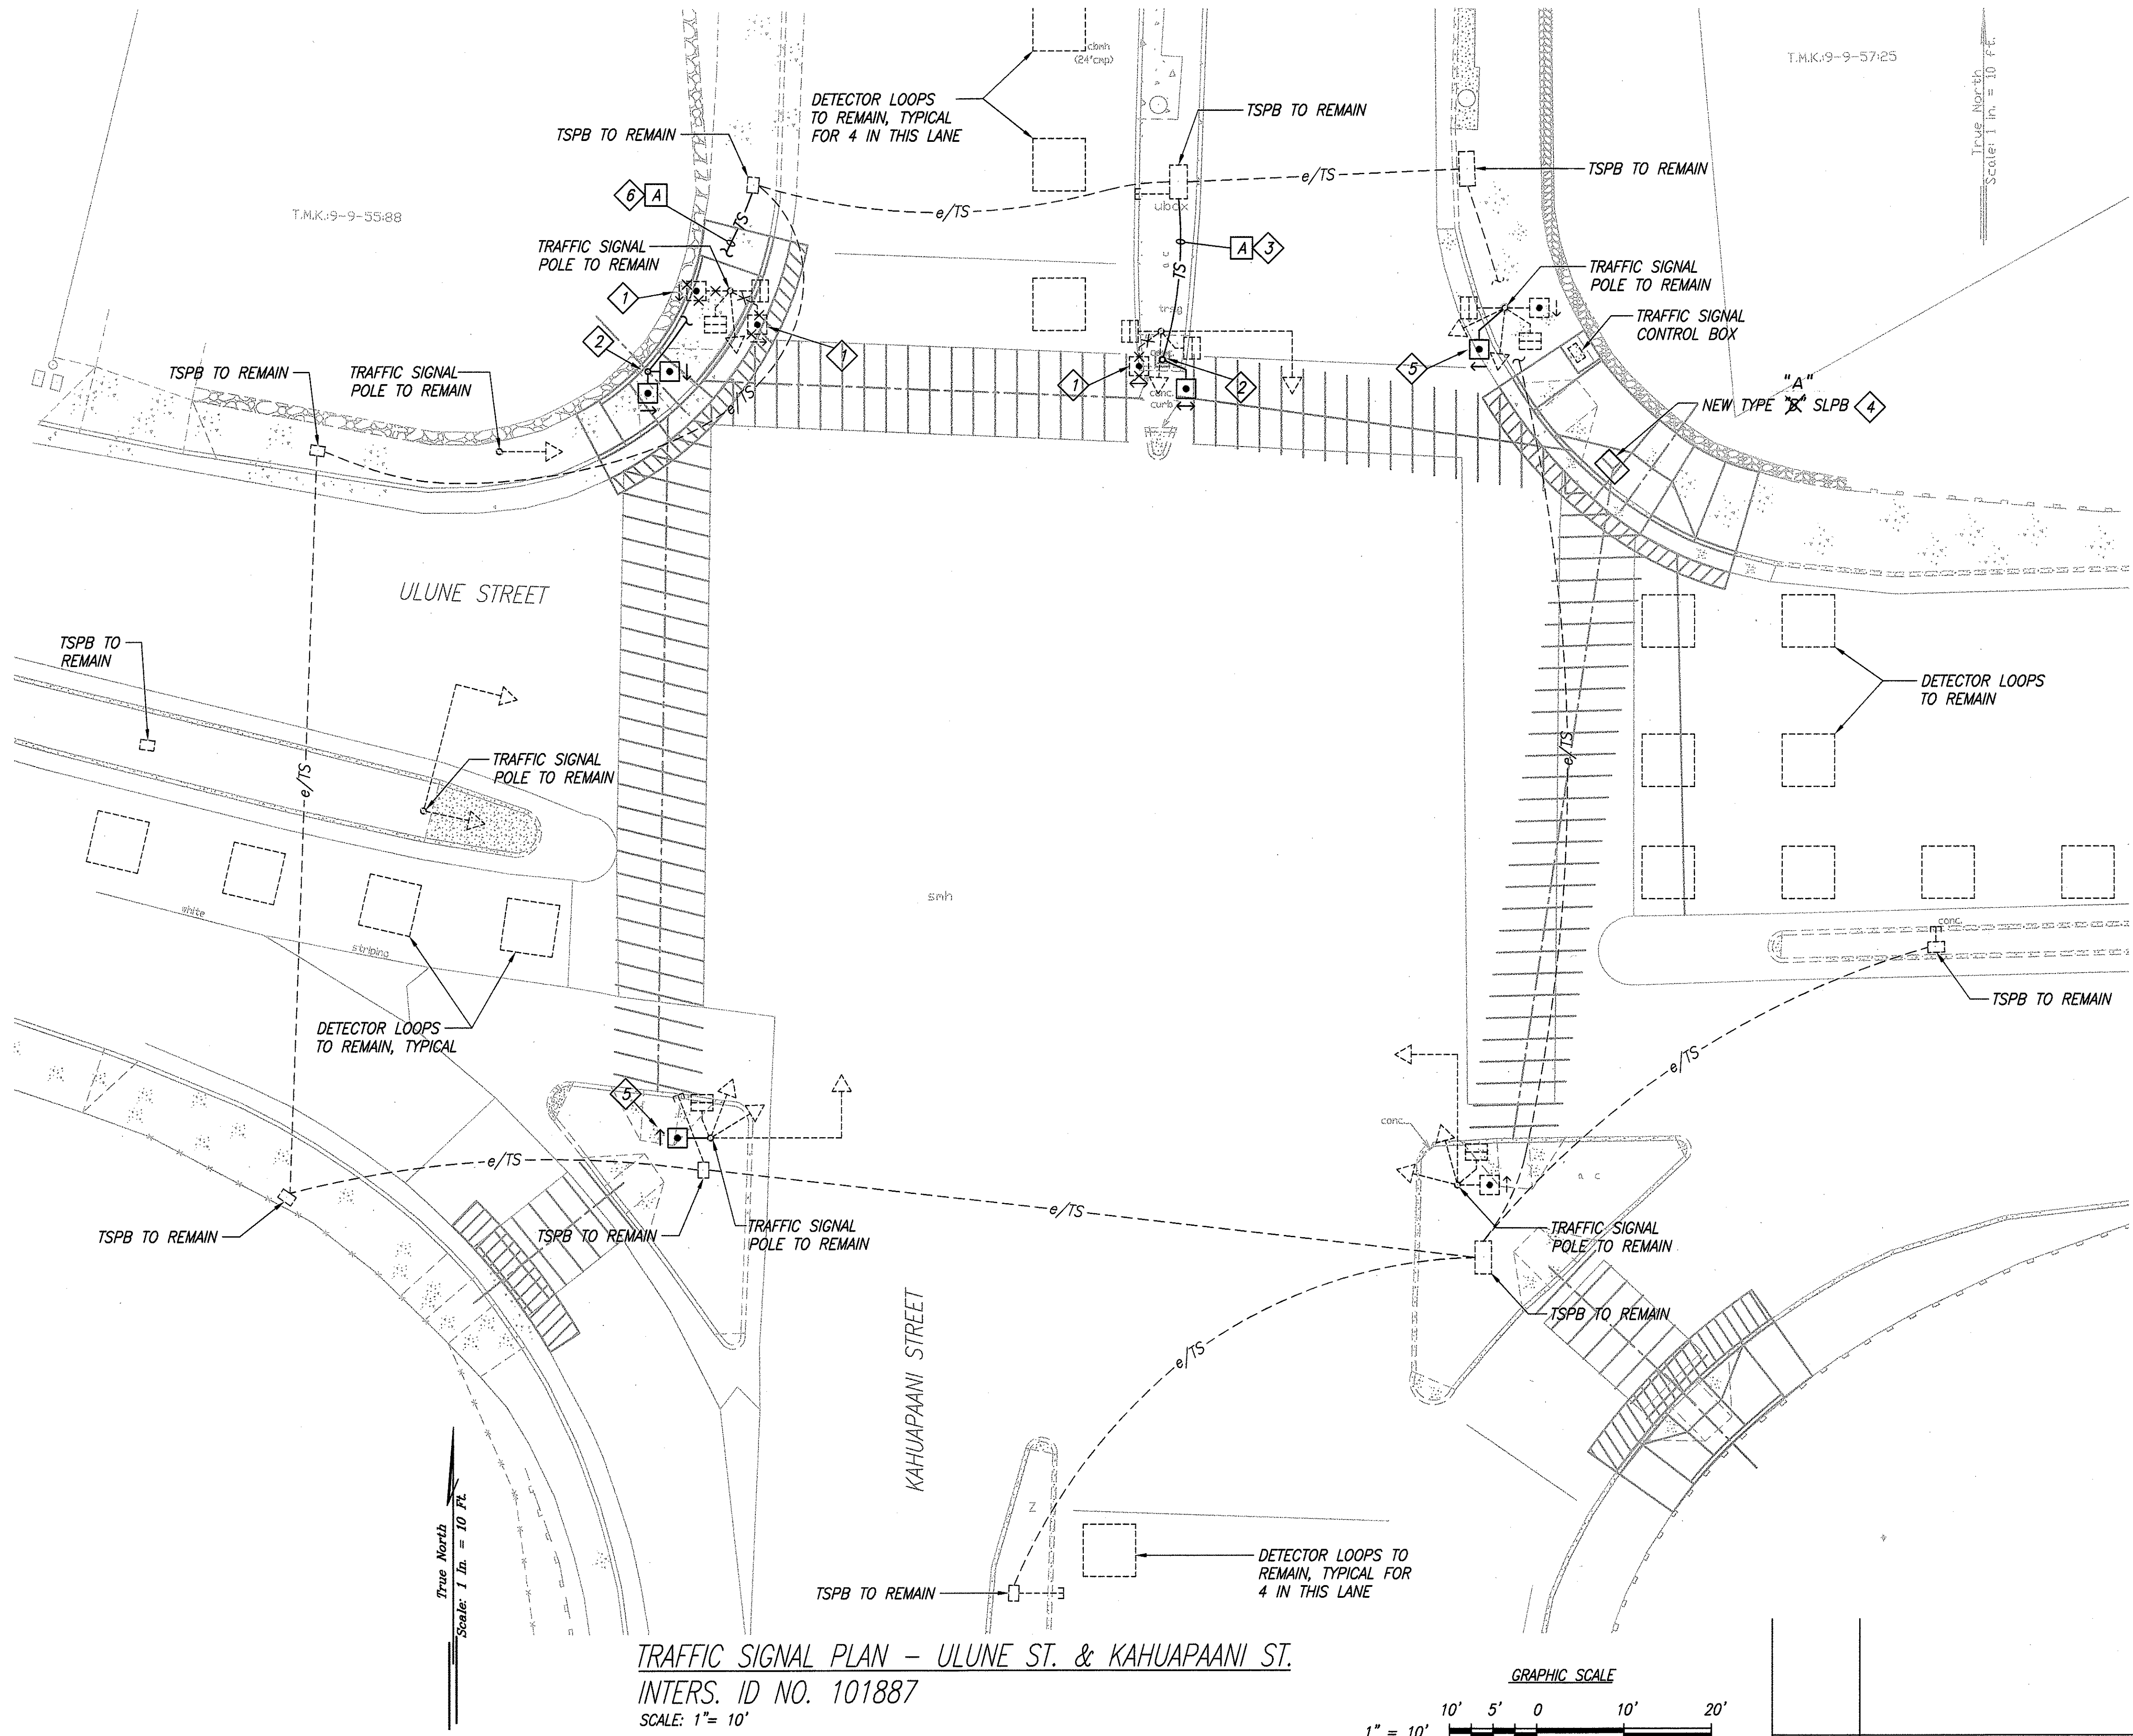 cbmh
(24"cmp)
T.M.K.:9-9-57:25
True North
Scale: 1 in. = 10 ft.
DETECTOR LOOPS
TO REMAIN, TYPICAL
FOR 4 IN THIS LANE
TSPB TO REMAIN
TSPB TO REMAIN
TSPB TO REMAIN
e/TS
e/TS
6 A
TS
ubox
T.M.K.:9-9-55:88
TRAFFIC SIGNAL
POLE TO REMAIN
A 3
TS
a c
TRAFFIC SIGNAL
POLE TO REMAIN
1
TRAFFIC SIGNAL
CONTROL BOX
2
1
1
2
5
conc.
curb
TSPB TO REMAIN
TRAFFIC SIGNAL
POLE TO REMAIN
e/TS
"A"
NEW TYPE "B" SLPB 4
ULUNE STREET
TSPB TO
REMAIN
DETECTOR LOOPS
TO REMAIN
e/TS
e/TS
TRAFFIC SIGNAL
POLE TO REMAIN
smh
white
striping
conc.
TSPB TO REMAIN
DETECTOR LOOPS
TO REMAIN, TYPICAL
e/TS
5
conc.
e/TS
a c
e/TS
TSPB TO REMAIN
TSPB TO REMAIN
TRAFFIC SIGNAL
POLE TO REMAIN
TRAFFIC SIGNAL
POLE TO REMAIN
TSPB TO REMAIN
e/TS
KAHUAPAANI STREET
Z
True North
Scale: 1 In. = 10 Ft.
DETECTOR LOOPS TO
REMAIN, TYPICAL FOR
4 IN THIS LANE
TSPB TO REMAIN
TRAFFIC SIGNAL PLAN – ULUNE ST. & KAHUAPAANI ST.
INTERS. ID NO. 101887
SCALE: 1"= 10'
GRAPHIC SCALE
10' 5' 0 10' 20'
1" = 10'